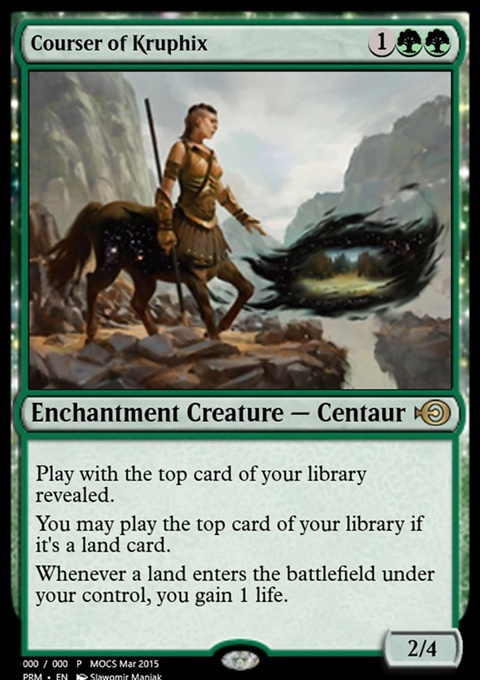 Courser of Kruphix 1
Enchantment Creature — Centaur
Play with the top card of your library
revealed.
You may play the top card of your library if
it's a land card.
Whenever a land enters the battlefield under
your control, you gain 1 life.
2/4
000 / 000 P MOCS Mar 2015
PRM • EN Slawomir Maniak